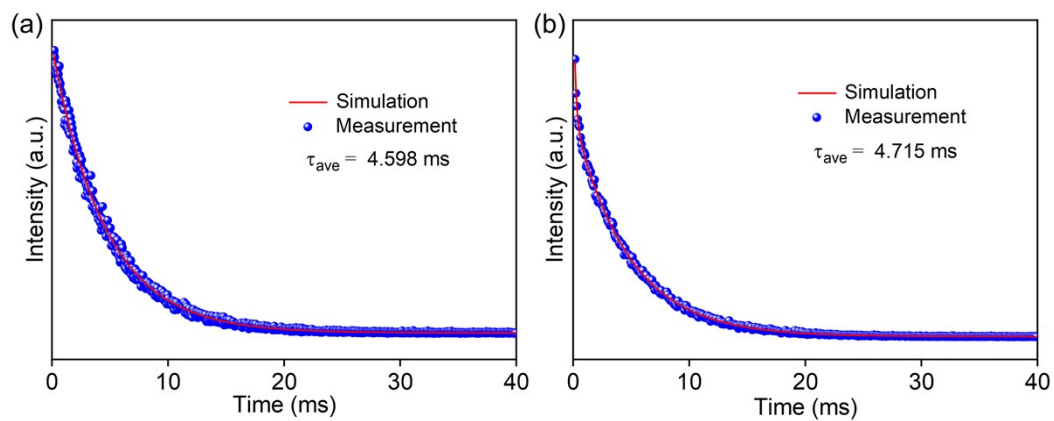 (a)
Simulation
Measurement
τave = 4.598 ms
Intensity (a.u.)
0 10 20 30 40
Time (ms)
(b)
Simulation
Measurement
τave = 4.715 ms
Intensity (a.u.)
0 10 20 30 40
Time (ms)